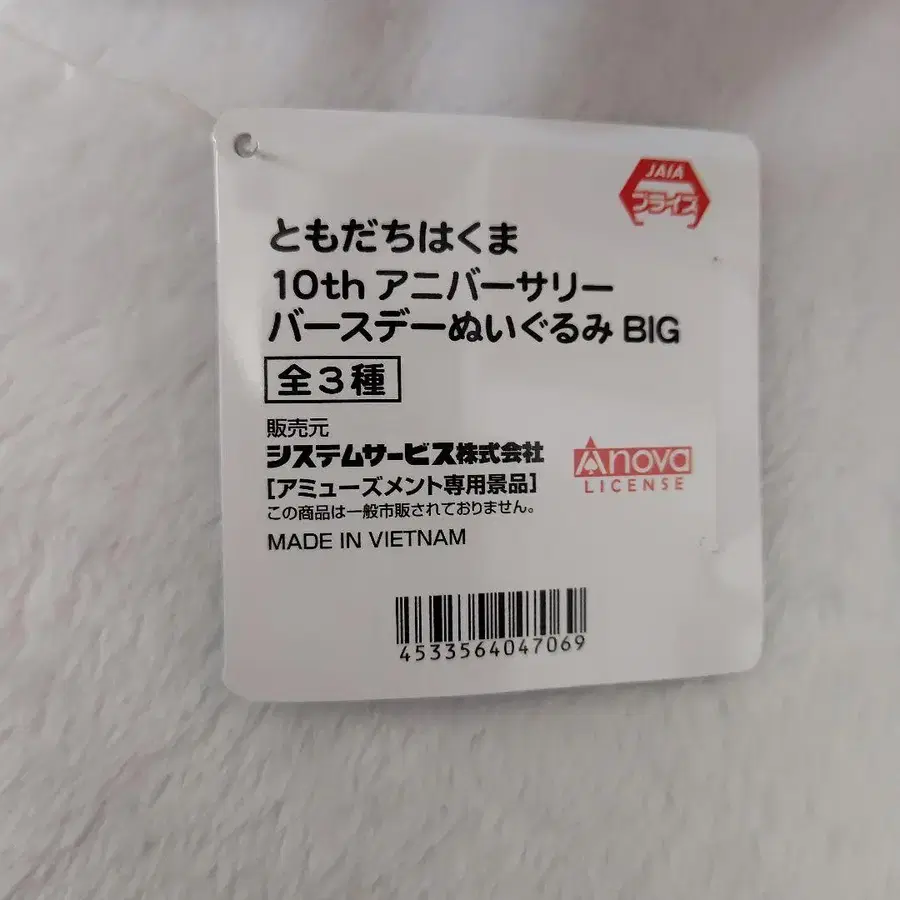 JAIA
プライズ
ともだちはくま
10th アニバーサリー
バースデーぬいぐるみ BIG
全3種
販売元
システムサービス株式会社
[アミューズメント専用景品]
この商品は一般市販されておりません。
MADE IN VIETNAM
Anova
LICENSE
4533564047069